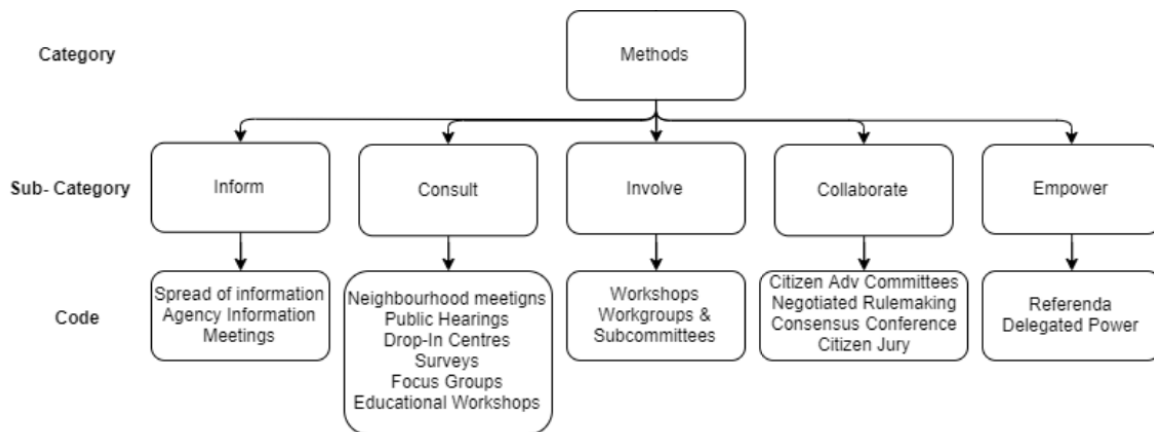 Category
Methods
Sub- Category
Inform
Consult
Involve
Collaborate
Empower
Code
Spread of information
Agency Information
Meetings
Neighbourhood meetigns
Public Hearings
Drop-In Centres
Surveys
Focus Groups
Educational Workshops
Workshops
Workgroups &
Subcommittees
Citizen Adv Committees
Negotiated Rulemaking
Consensus Conference
Citizen Jury
Referenda
Delegated Power